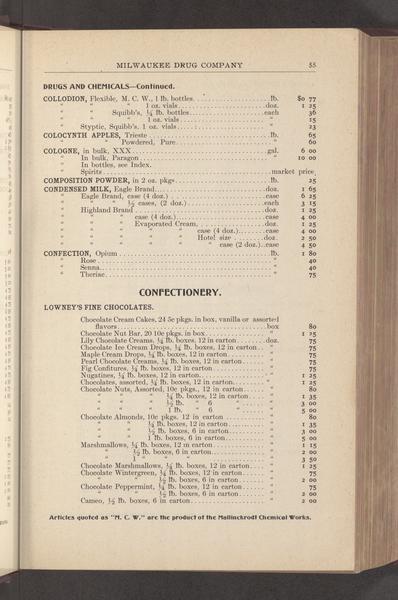 MILWAUKEE DRUG COMPANY 55
DRUGS AND CHEMICALS—Continued.
COLLODION, Flexible, M. C. W., 1 lb. bottles. lb. $0 77
" " " 1 oz. vials doz. 1 25
" " Squibb's, ¼ lb. bottles each 36
" " " 1 oz. vials " 15
" Styptic, Squibb's. 1 oz. vials " 23
COLOCYNTH APPLES, Trieste lb. 65
" " Powdered, Pure " 60
COLOGNE, in bulk, XXX gal. 6 00
" In bulk, Paragon " 10 00
" In bottles, see Index.
" Spirits market price
COMPOSITION POWDER, in 2 oz. pkgs lb. 25
CONDENSED MILK, Eagle Brand doz. 1 65
" Eagle Brand, case (4 doz.) case 6 25
" " " ½ cases, (2 doz.) each 3 15
" Highland Brand doz. 1 25
" " " case (4 doz.) case 4 00
" " " Evaporated Cream, doz. 1 25
" " " " " case (4 doz.) case 4 00
" " " " " Hotel size doz. 2 50
" " " " " " case (2 doz.) case 4 50
CONFECTION, Opium lb. 1 80
" Rose " 40
" Senna " 40
" Theriac " 75
CONFECTIONERY.
LOWNEY'S FINE CHOCOLATES.
Chocolate Cream Cakes, 24 5c pkgs. in box, vanilla or assorted
flavors box 80
Chocolate Nut Bar, 20 10c pkgs. in box " 1 25
Lily Chocolate Creams, ¼ lb. boxes, 12 in carton doz. 75
Chocolate Ice Cream Drops, ¼ lb. boxes, 12 in carton " 75
Maple Cream Drops, ¼ lb. boxes, 12 in carton " 75
Pearl Chocolate Creams, ¼ lb. boxes, 12 in carton " 75
Fig Confitures, ¼ lb. boxes, 12 in carton " 75
Nugatines, ¼ lb. boxes, 12 in carton " 1 25
Chocolates, assorted, ¼ lb. boxes, 12 in carton " 1 25
Chocolate Nuts, Assorted, 10c pkgs., 12 in carton " 80
" " " ¼ lb. boxes, 12 in carton " 1 35
" " " ½ lb. " 6 " " 3 00
" " " 1 lb. " 6 " " 5 00
Chocolate Almonds, 10c pkgs. 12 in carton " 80
" " ¼ lb. boxes, 12 in carton " 1 35
" " ½ lb. boxes, 6 in carton " 3 00
" " 1 lb. boxes, 6 in carton " 5 00
Marshmallows, ¼ lb. boxes, 12 in carton " 1 15
" ½ lb. boxes, 6 in carton " 2 00
" 1 " " " " 3 50
Chocolate Marshmallows, ¼ lb. boxes, 12 in carton " 1 25
Chocolate Wintergreen, ¼ lb. boxes, 12 in carton " 75
" " ½ lb. boxes, 6 in carton " 2 00
Chocolate Peppermint, ¼ lb. boxes, 12 in carton " 75
" " ½ lb. boxes, 6 in carton " 2 00
Cameo, ½ lb. boxes, 6 in carton " 2 00
Articles quoted as "M. C. W." are the product of the Mallinckrodt Chemical Works.